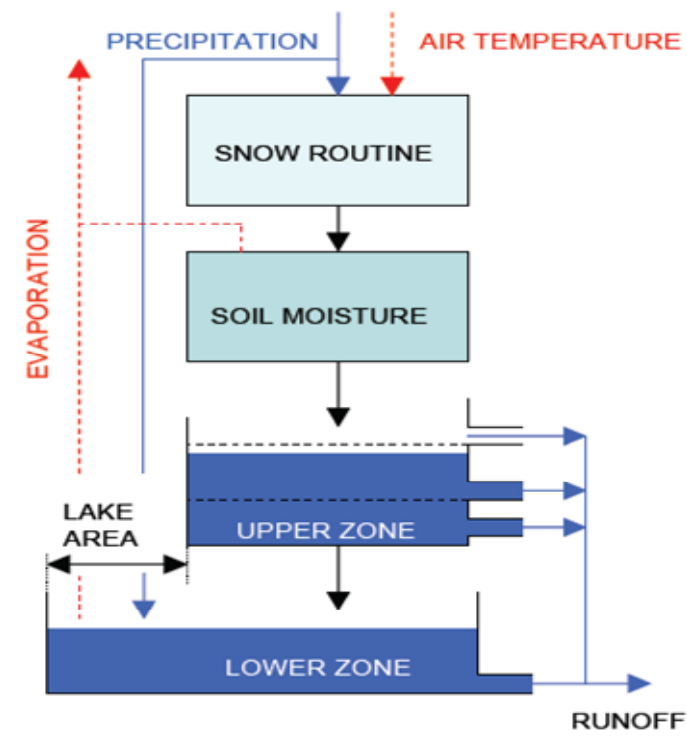 PRECIPITATION
AIR TEMPERATURE
SNOW ROUTINE
EVAPORATION
SOIL MOISTURE
LAKE
AREA
UPPER ZONE
LOWER ZONE
RUNOFF